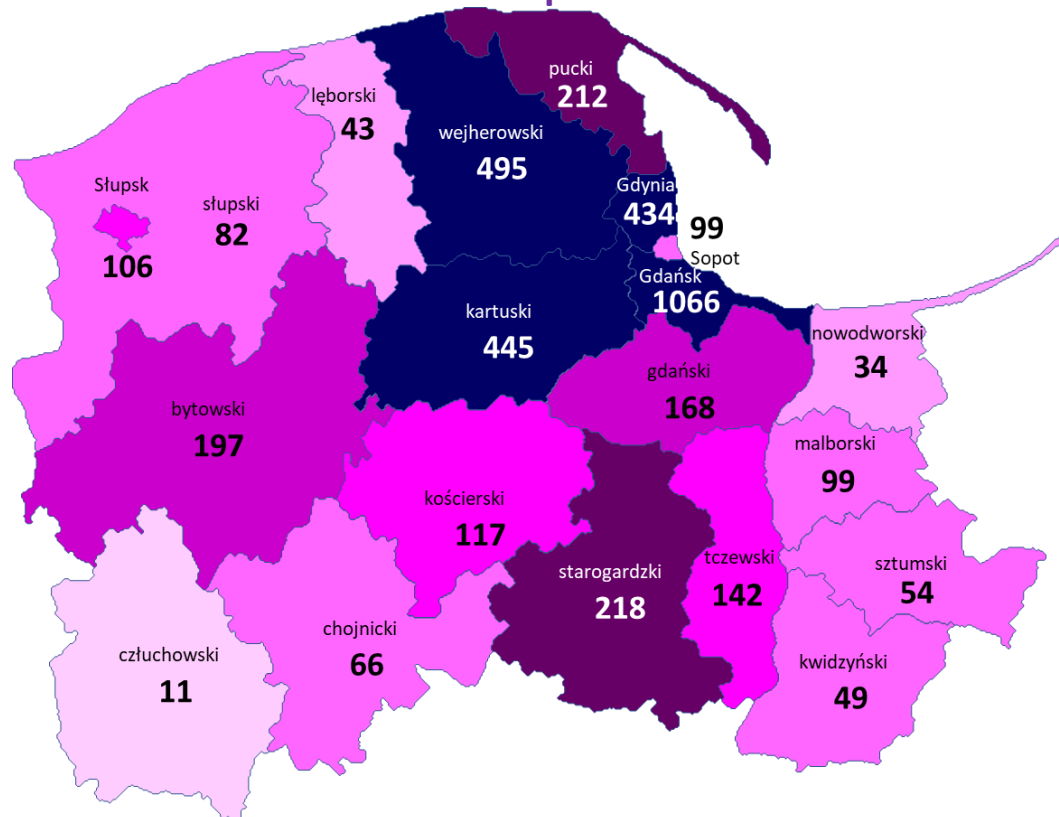 pucki
212
lęborski
43
wejherowski
495
Gdynia
434
99
Sopot
Słupsk
106
słupski
82
Gdańsk
1066
kartuski
445
nowodworski
34
gdański
168
bytowski
197
malborski
99
kościerski
117
starogardzki
218
tczewski
142
sztumski
54
chojnicki
66
człuchowski
11
kwidzyński
49